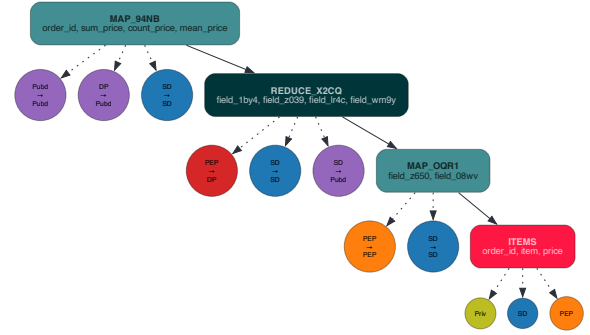 MAP_94NB
order_id, sum_price, count_price, mean_price
Pubd
→
Pubd
DP
→
Pubd
SD
→
SD
REDUCE_X2CQ
field_1by4, field_z039, field_lr4c, field_wm9y
PEP
→
DP
SD
→
SD
SD
→
Pubd
MAP_OQR1
field_z650, field_08wv
PEP
→
PEP
SD
→
SD
ITEMS
order_id, item, price
Priv
SD
PEP